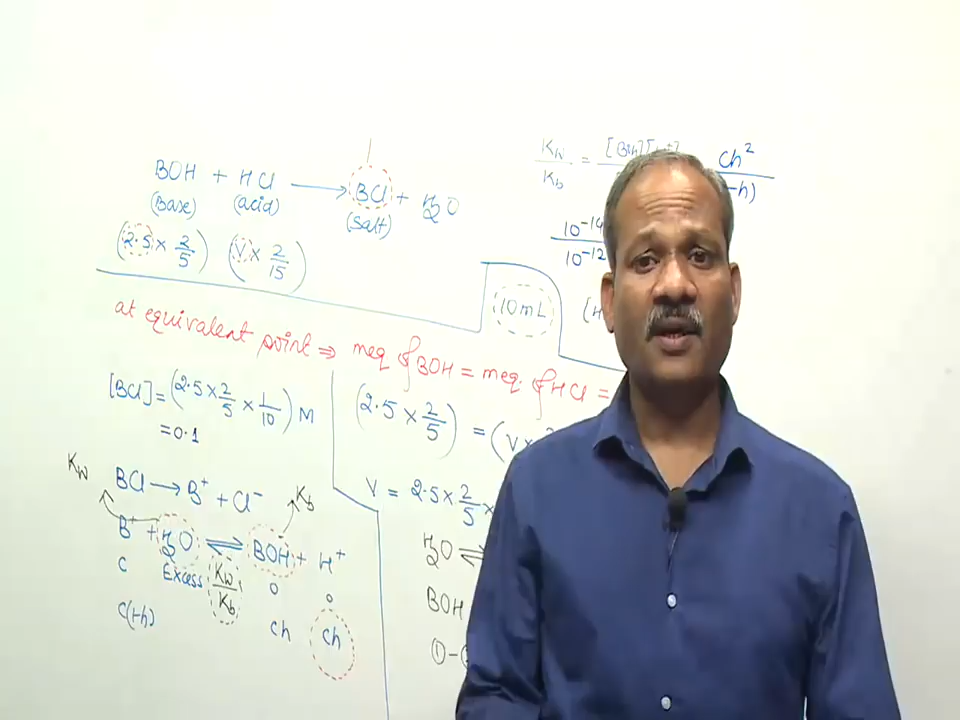 BOH + HCl ⟶ BCl + H₂O
(Base) (acid) (Salt)
(2.5 × 2/5) (V × 2/15)
at equivalent point ⇒ meq of BOH = meq. of HCl =
[BCl] = (2.5 × 2/5 × 1/10) M
= 0.1
Kw
BCl ⟶ B⁺ + Cl⁻
Kb
B⁺ + H₂O ⇌ BOH + H⁺
Kw/Kb
C Excess 0 0
C(1-h) Ch Ch
(2.5 × 2/5) = (V ×
V = 2.5 × 2/5 ×
H₂O ⇌
BOH
① -
10 mL
Kw/Kb = Ch²
-h)
10⁻¹⁴/10⁻¹²
(H